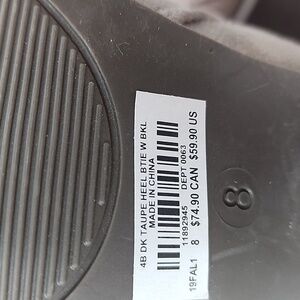 4B DK TAUPE HEEL BTIE W BKL
MADE IN CHINA
11892945 DEPT 0063
8 $74.90 CAN $59.90 US
19FAL1
8